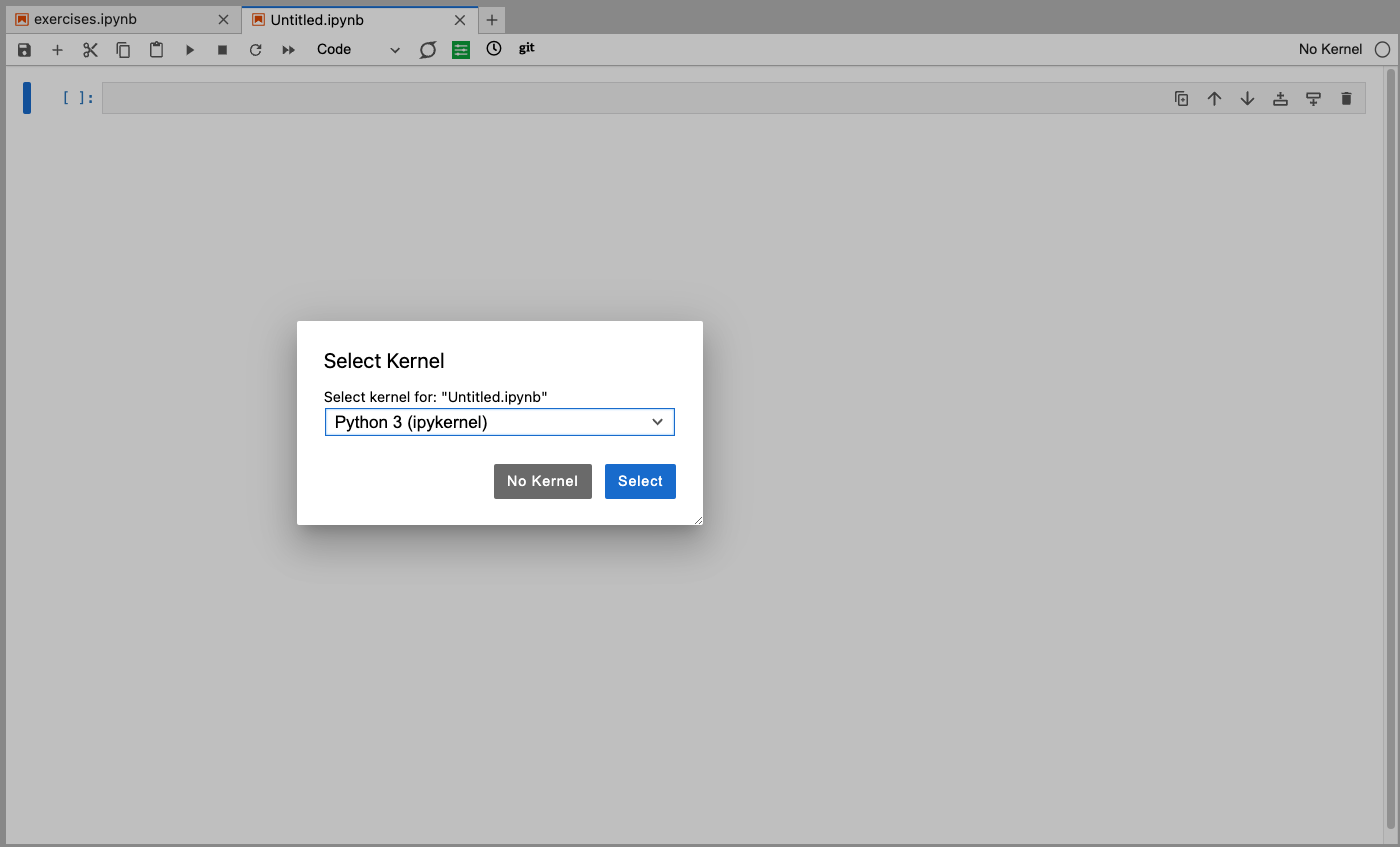 exercises.ipynb
Untitled.ipynb
Code
git
No Kernel
[ ]:
Select Kernel
Select kernel for: "Untitled.ipynb"
Python 3 (ipykernel)
No Kernel
Select